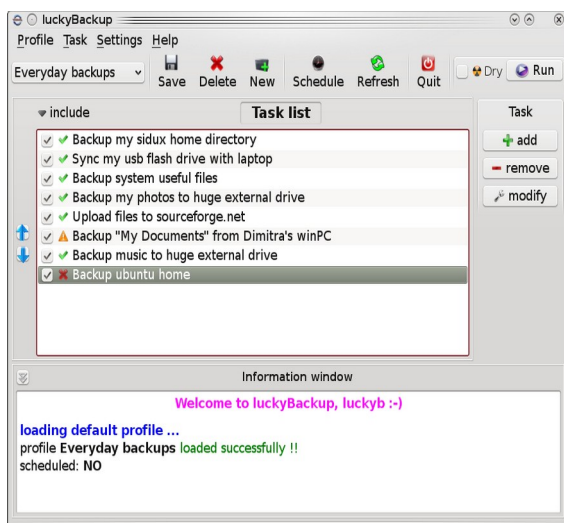 luckyBackup
Profile Task Settings Help
Everyday backups Save Delete New Schedule Refresh Quit Dry Run
include Task list Task
Backup my sidux home directory
Sync my usb flash drive with laptop
Backup system useful files
Backup my photos to huge external drive
Upload files to sourceforge.net
Backup "My Documents" from Dimitra's winPC
Backup music to huge external drive
Backup ubuntu home
add
remove
modify
Information window
Welcome to luckyBackup, luckyb :-)
loading default profile ...
profile Everyday backups loaded successfully !!
scheduled: NO